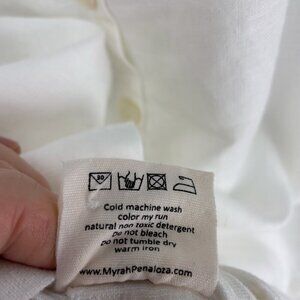 30
Cold machine wash
color my run
natural non toxic detergent
Do not bleach
Do not tumble dry
warm iron
www.MyrahPenaloza.com